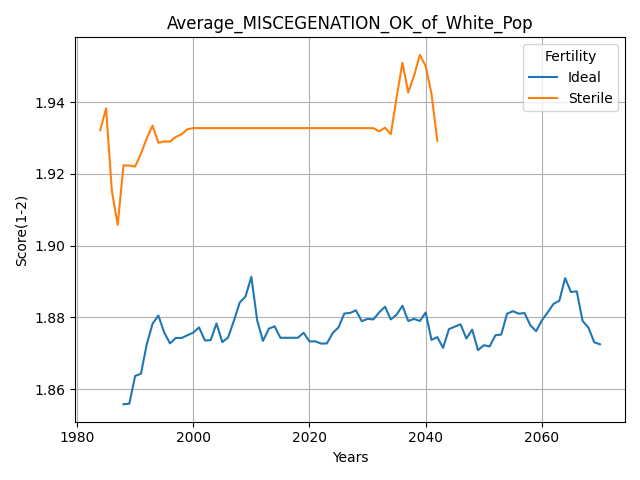 Average_MISCEGENATION_OK_of_White_Pop
Fertility
Ideal
Sterile
Score(1-2)
1.94
1.92
1.90
1.88
1.86
1980
2000
2020
2040
2060
Years